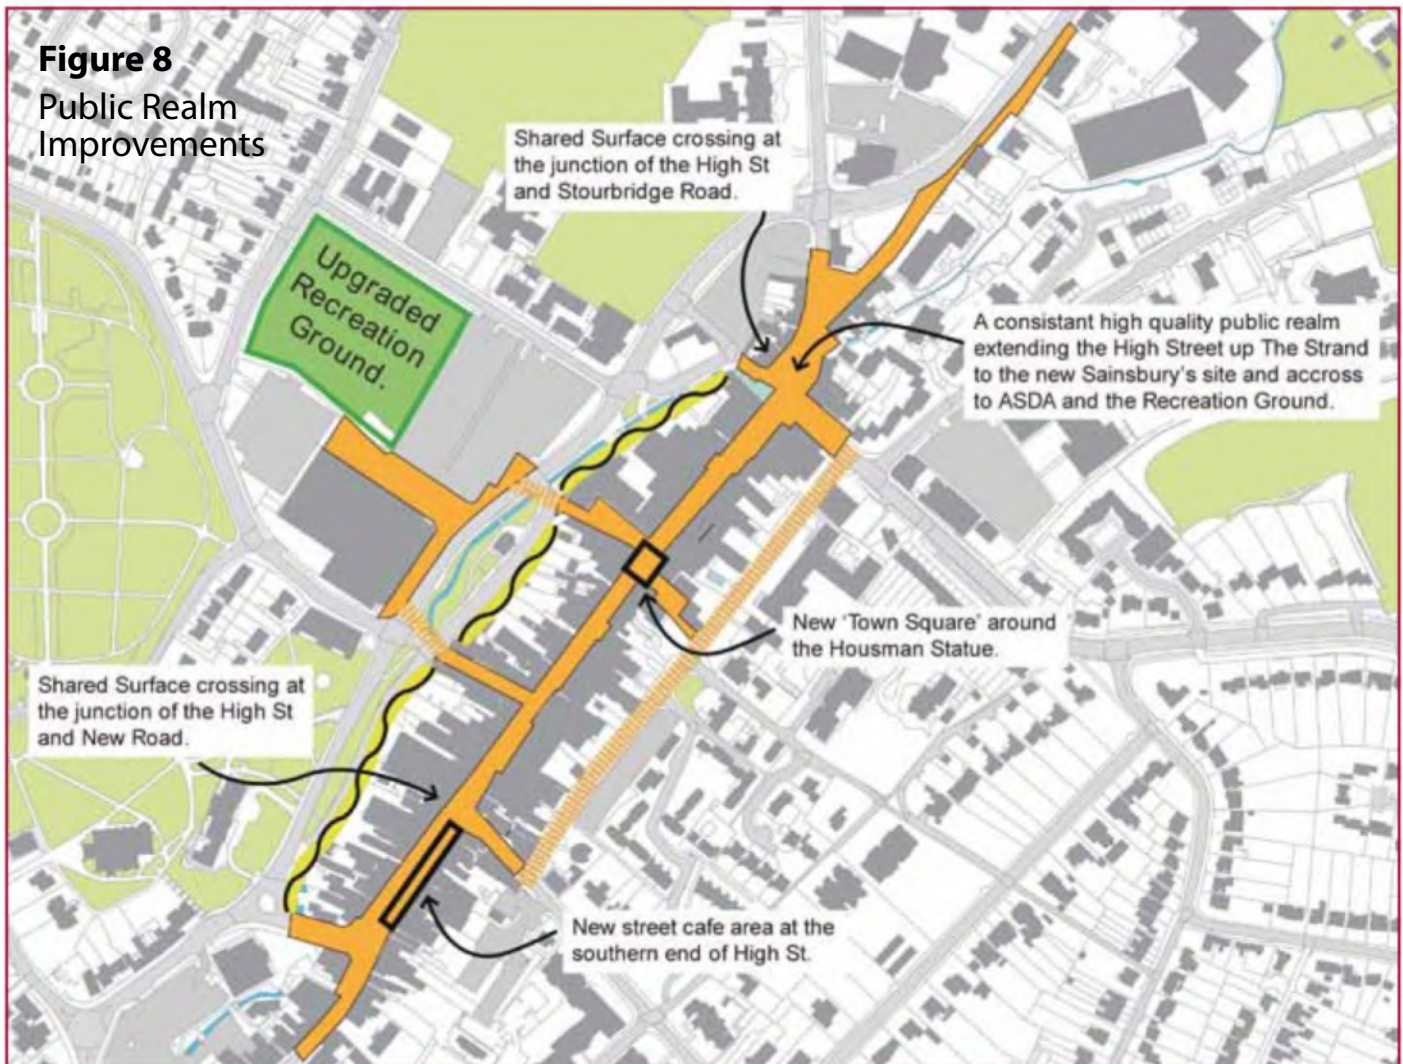 Figure 8
Public Realm
Improvements
Shared Surface crossing at
the junction of the High St
and Stourbridge Road.
Upgraded
Recreation
Ground.
A consistant high quality public realm
extending the High Street up The Strand
to the new Sainsbury's site and accross
to ASDA and the Recreation Ground.
New 'Town Square' around
the Housman Statue.
Shared Surface crossing at
the junction of the High St
and New Road.
New street cafe area at the
southern end of High St.